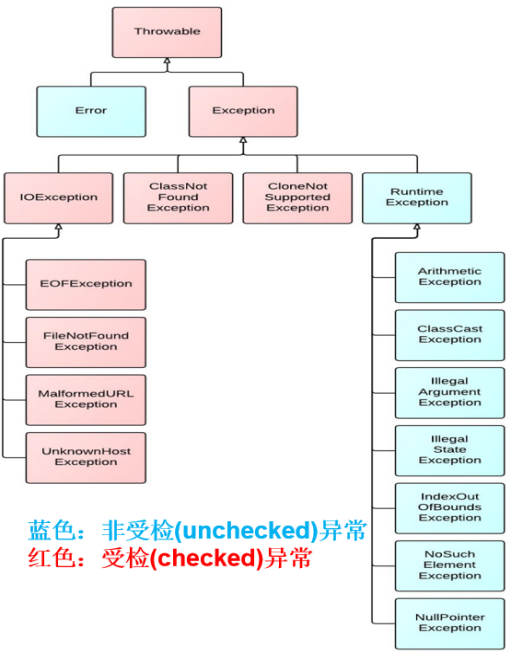 Throwable
Error
Exception
IOException
ClassNot
Found
Exception
CloneNot
Supported
Exception
Runtime
Exception
EOFException
FileNotFound
Exception
MalformedURL
Exception
UnknownHost
Exception
Arithmetic
Exception
ClassCast
Exception
Illegal
Argument
Exception
Illegal
State
Exception
IndexOut
OfBounds
Exception
NoSuch
Element
Exception
NullPointer
Exception
蓝色：非受检(unchecked)异常
红色：受检(checked)异常